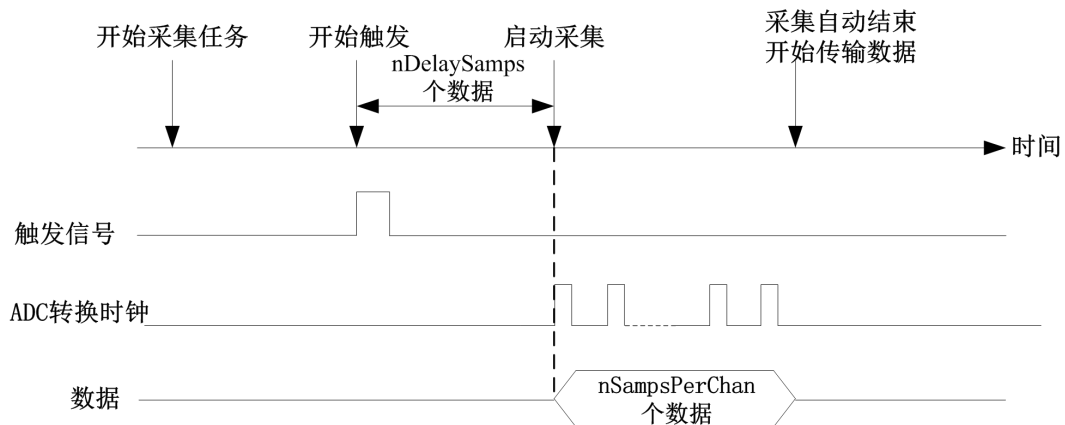 开始采集任务
开始触发
启动采集
采集自动结束
开始传输数据
nDelaySamps
个数据
时间
触发信号
ADC转换时钟
数据
nSampsPerChan
个数据